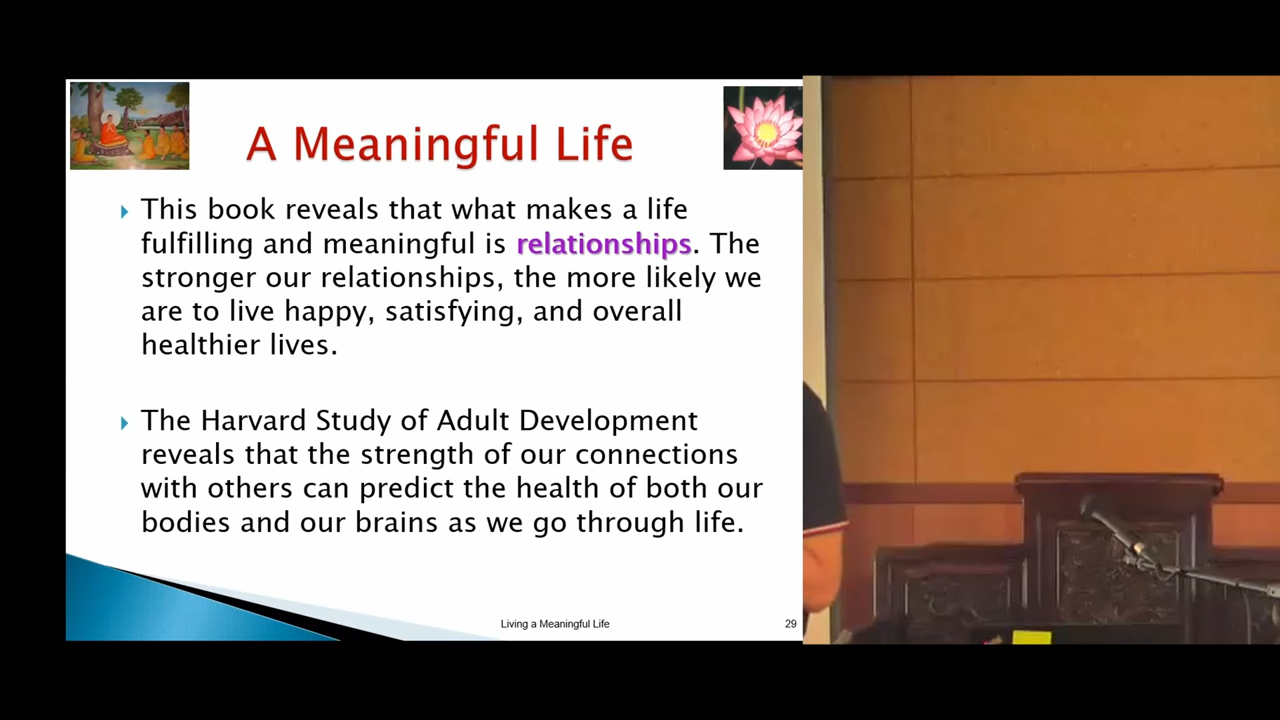 A Meaningful Life
This book reveals that what makes a life
fulfilling and meaningful is relationships. The
stronger our relationships, the more likely we
are to live happy, satisfying, and overall
healthier lives.
The Harvard Study of Adult Development
reveals that the strength of our connections
with others can predict the health of both our
bodies and our brains as we go through life.
Living a Meaningful Life
29